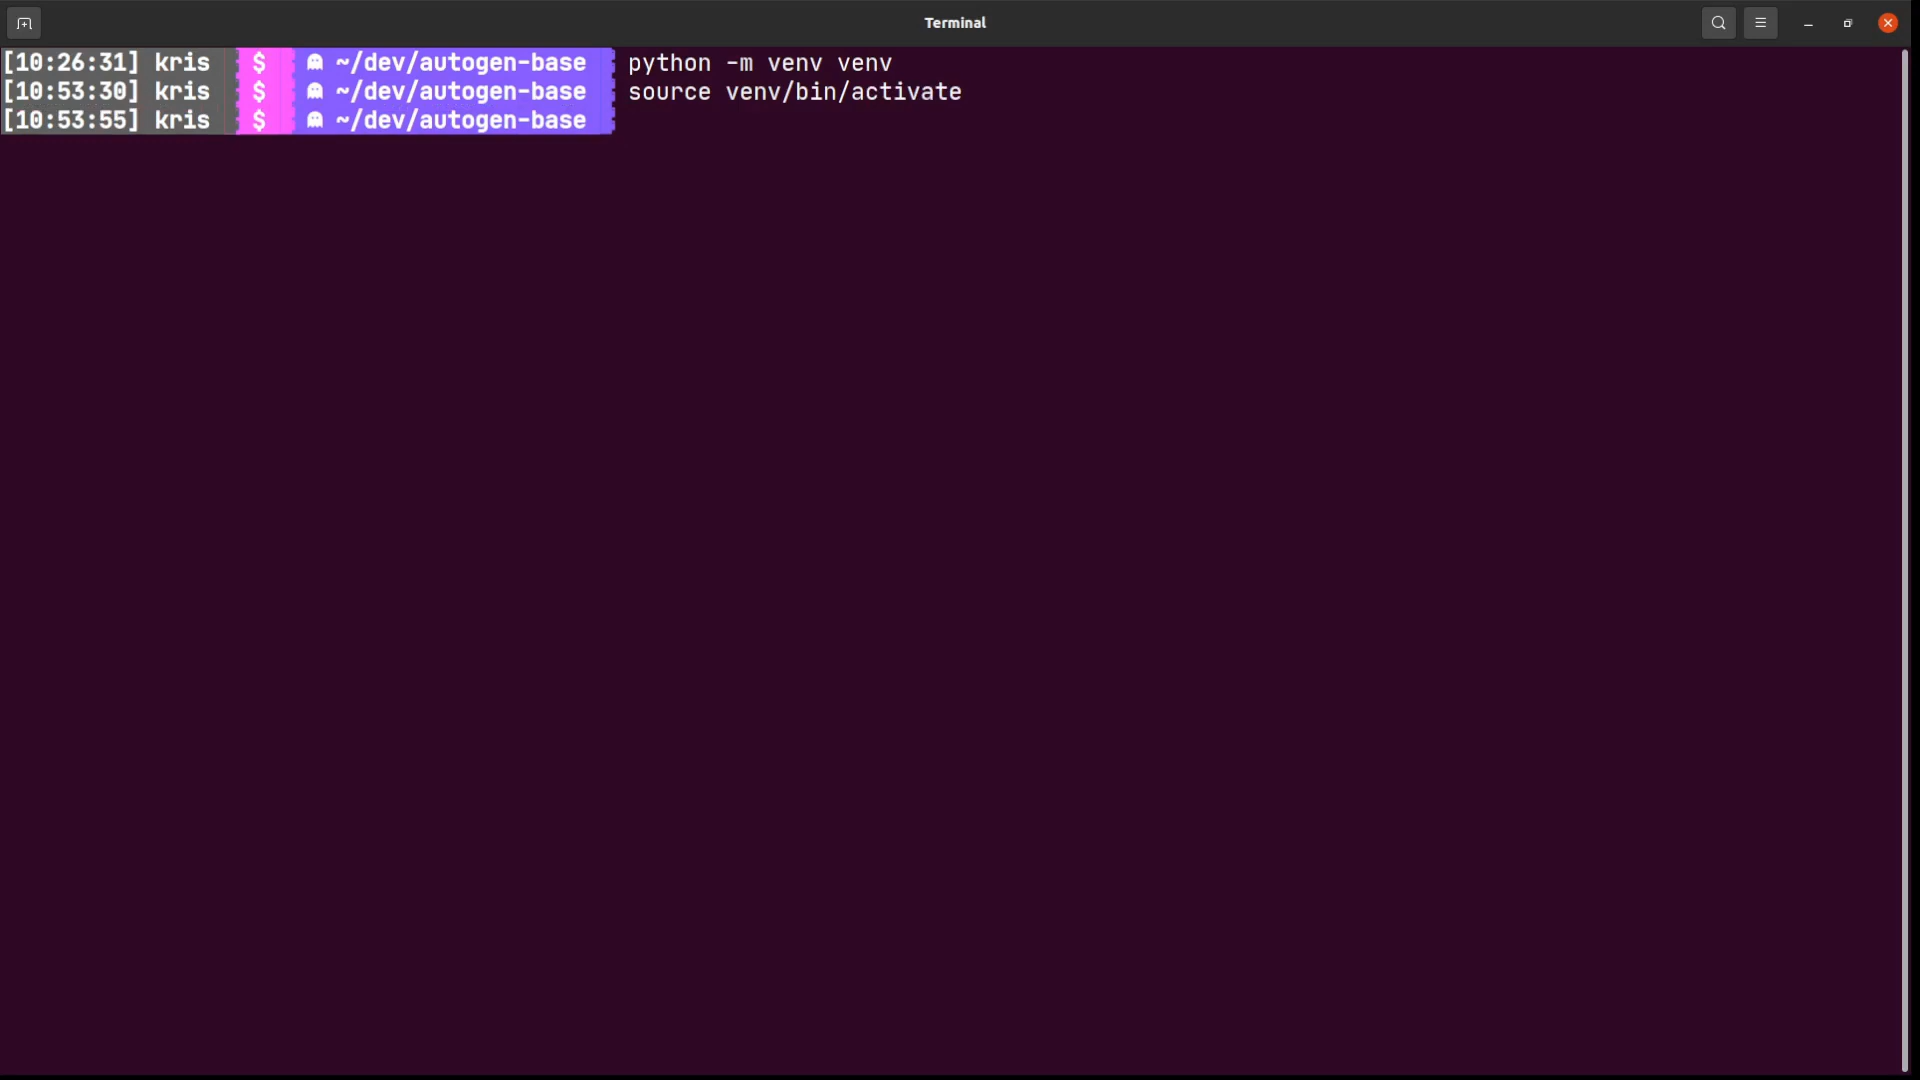 Terminal
[10:26:31] kris $ ~/dev/autogen-base python -m venv venv
[10:53:30] kris $ ~/dev/autogen-base source venv/bin/activate
[10:53:55] kris $ ~/dev/autogen-base